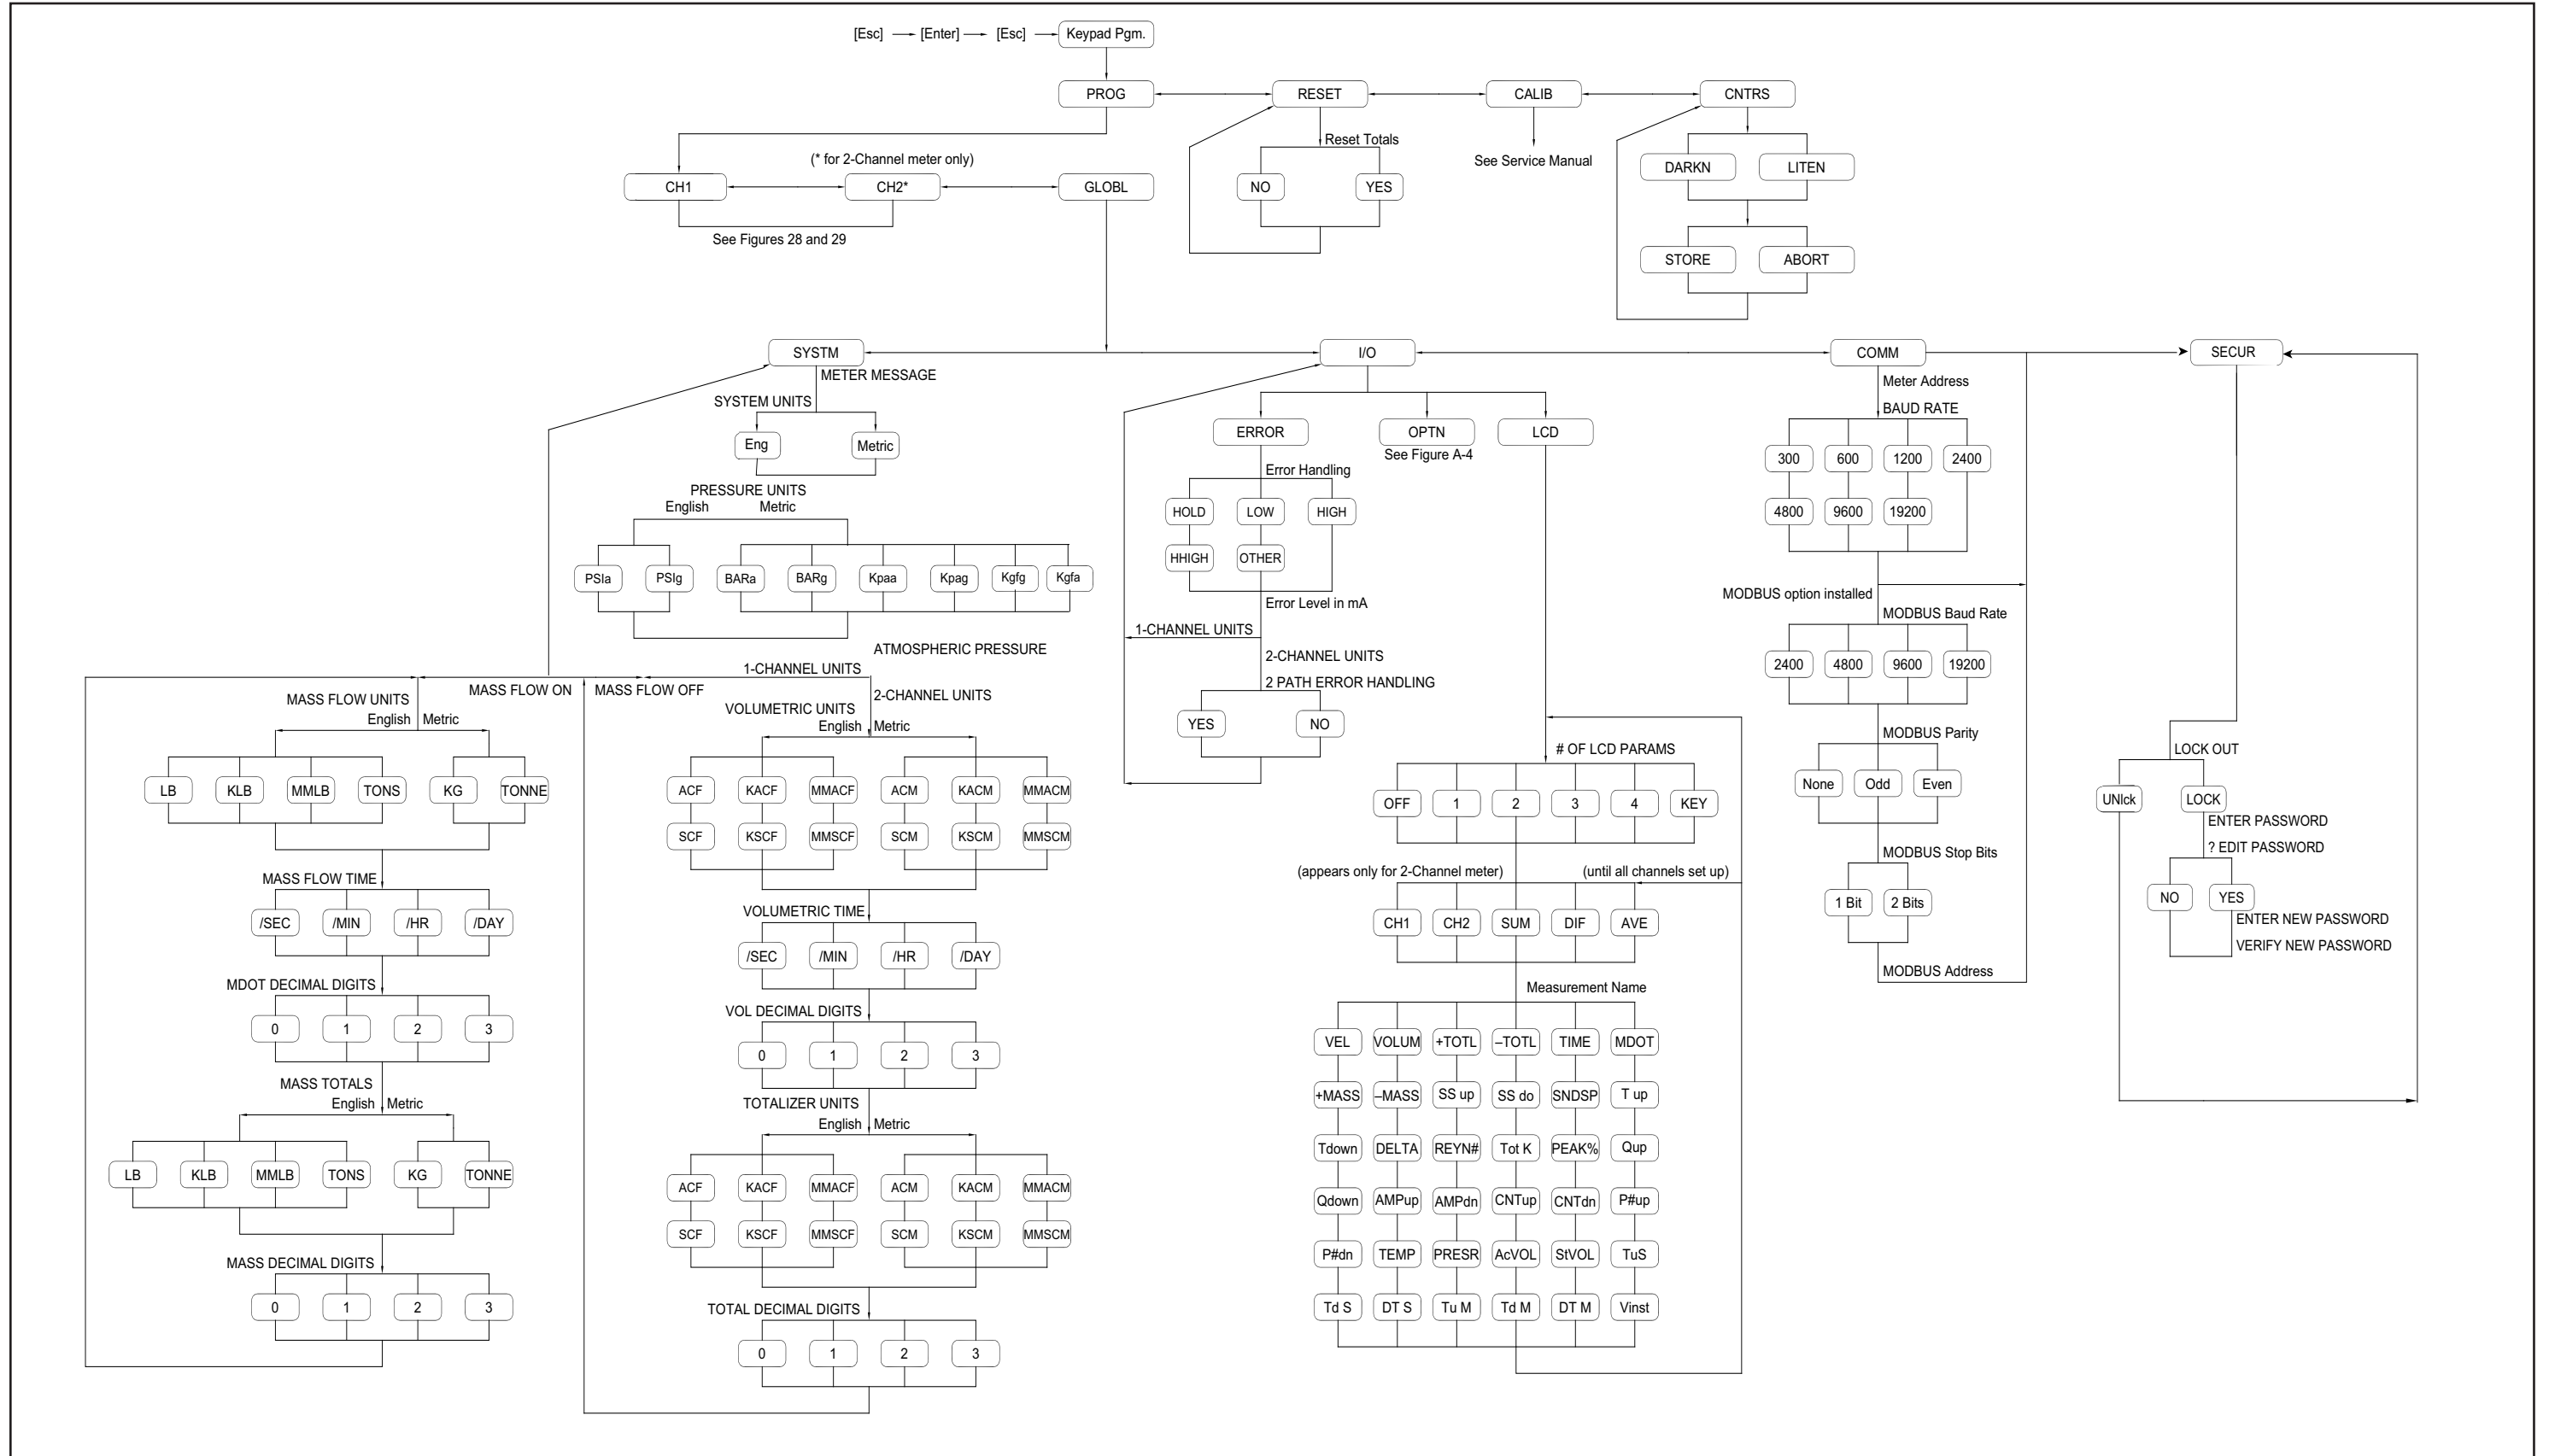 [Esc] [Enter] [Esc] Keypad Pgm.
PROG RESET CALIB CNTRS
Reset Totals
See Service Manual
DARKN LITEN
(* for 2-Channel meter only)
CH1 CH2* GLOBL
NO YES
See Figures 28 and 29
STORE ABORT
SYSTM I/O COMM SECUR
METER MESSAGE
SYSTEM UNITS
Eng Metric
PRESSURE UNITS
English Metric
PSIa PSIg BARa BARg Kpaa Kpag Kgfg Kgfa
ATMOSPHERIC PRESSURE
1-CHANNEL UNITS
MASS FLOW ON MASS FLOW OFF
2-CHANNEL UNITS
MASS FLOW UNITS
English Metric
LB KLB MMLB TONS KG TONNE
MASS FLOW TIME
/SEC /MIN /HR /DAY
MDOT DECIMAL DIGITS
0 1 2 3
MASS TOTALS
English Metric
LB KLB MMLB TONS KG TONNE
MASS DECIMAL DIGITS
0 1 2 3
VOLUMETRIC UNITS
English Metric
ACF KACF MMACF ACM KACM MMACM
SCF KSCF MMSCF SCM KSCM MMSCM
VOLUMETRIC TIME
/SEC /MIN /HR /DAY
VOL DECIMAL DIGITS
0 1 2 3
TOTALIZER UNITS
English Metric
ACF KACF MMACF ACM KACM MMACM
SCF KSCF MMSCF SCM KSCM MMSCM
TOTAL DECIMAL DIGITS
0 1 2 3
ERROR OPTN LCD
See Figure A-4
Error Handling
HOLD LOW HIGH
HHIGH OTHER
Error Level in mA
1-CHANNEL UNITS
2-CHANNEL UNITS
2 PATH ERROR HANDLING
YES NO
# OF LCD PARAMS
OFF 1 2 3 4 KEY
(appears only for 2-Channel meter) (until all channels set up)
CH1 CH2 SUM DIF AVE
Measurement Name
VEL VOLUM +TOTL –TOTL TIME MDOT
+MASS –MASS SS up SS do SNDSP T up
Tdown DELTA REYN# Tot K PEAK% Qup
Qdown AMPup AMPdn CNTup CNTdn P#up
P#dn TEMP PRESR AcVOL StVOL TuS
Td S DT S Tu M Td M DT M Vinst
Meter Address
BAUD RATE
300 600 1200 2400
4800 9600 19200
MODBUS option installed
MODBUS Baud Rate
2400 4800 9600 19200
MODBUS Parity
None Odd Even
MODBUS Stop Bits
1 Bit 2 Bits
MODBUS Address
LOCK OUT
UNlck LOCK
ENTER PASSWORD
? EDIT PASSWORD
NO YES
ENTER NEW PASSWORD
VERIFY NEW PASSWORD